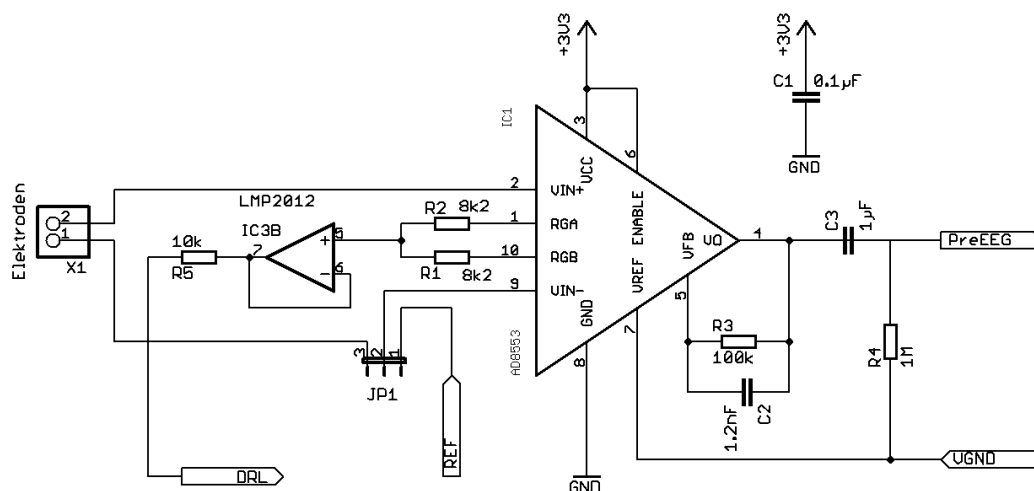 +3V3
+3V3
C1
0.1µF
GND
IC1
3
VCC
6
ENABLE
Elektroden
2
1
X1
LMP2012
IC3B
10k
R5
7
5
+
6
-
R2
8k2
R1
8k2
2
VIN+
1
RGA
10
RGB
9
VIN-
GND
8
VREF
7
VFB
5
VO
4
AD8553
C3
1µF
PreEEG
R3
100k
1.2nF
C2
R4
1M
3
2
1
JP1
REF
DRL
GND
VGND